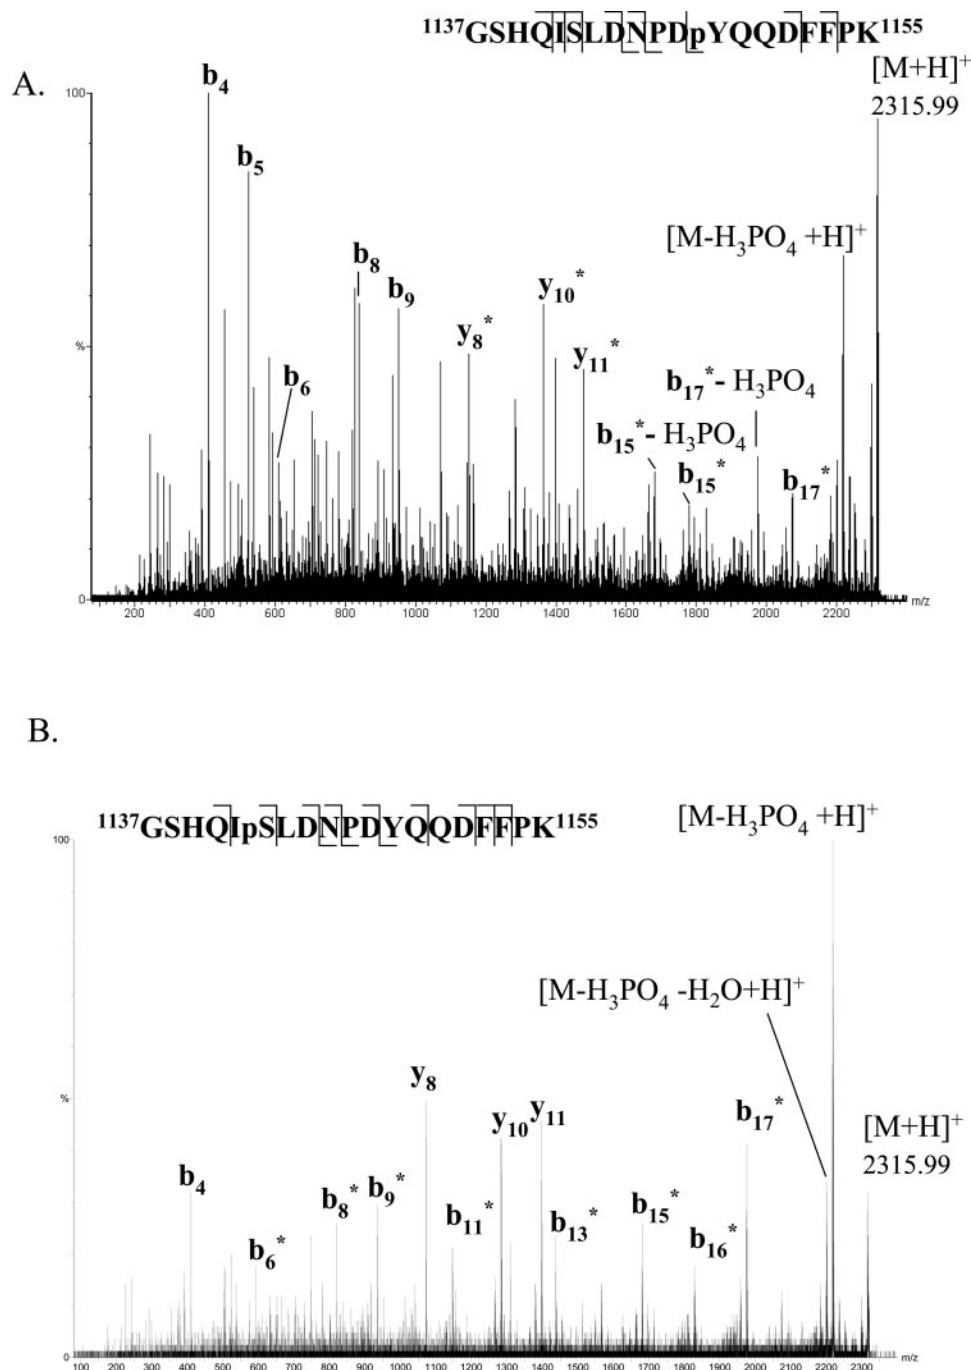 ¹¹³⁷GSHQISLDNPDpYQQDFFPK¹¹⁵⁵
A.
[M+H]⁺
2315.99
b₄
b₅
[M-H₃PO₄ +H]⁺
b₈
b₉
y₁₀*
y₈*
y₁₁*
b₆
b₁₇*- H₃PO₄
b₁₅*- H₃PO₄
b₁₅*
b₁₇*
100
%
0
200 400 600 800 1000 1200 1400 1600 1800 2000 2200 m/z
B.
¹¹³⁷GSHQIpSLDNPDYQQDFFPK¹¹⁵⁵
[M-H₃PO₄ +H]⁺
100
[M-H₃PO₄ -H₂O+H]⁺
y₈
y₁₀
y₁₁
b₁₇*
[M+H]⁺
2315.99
b₄
b₈*
b₉*
b₁₁*
b₁₃*
b₁₅*
b₁₆*
b₆*
%
0
100 200 300 400 500 600 700 800 900 1000 1100 1200 1300 1400 1500 1600 1700 1800 1900 2000 2100 2200 2300 m/z